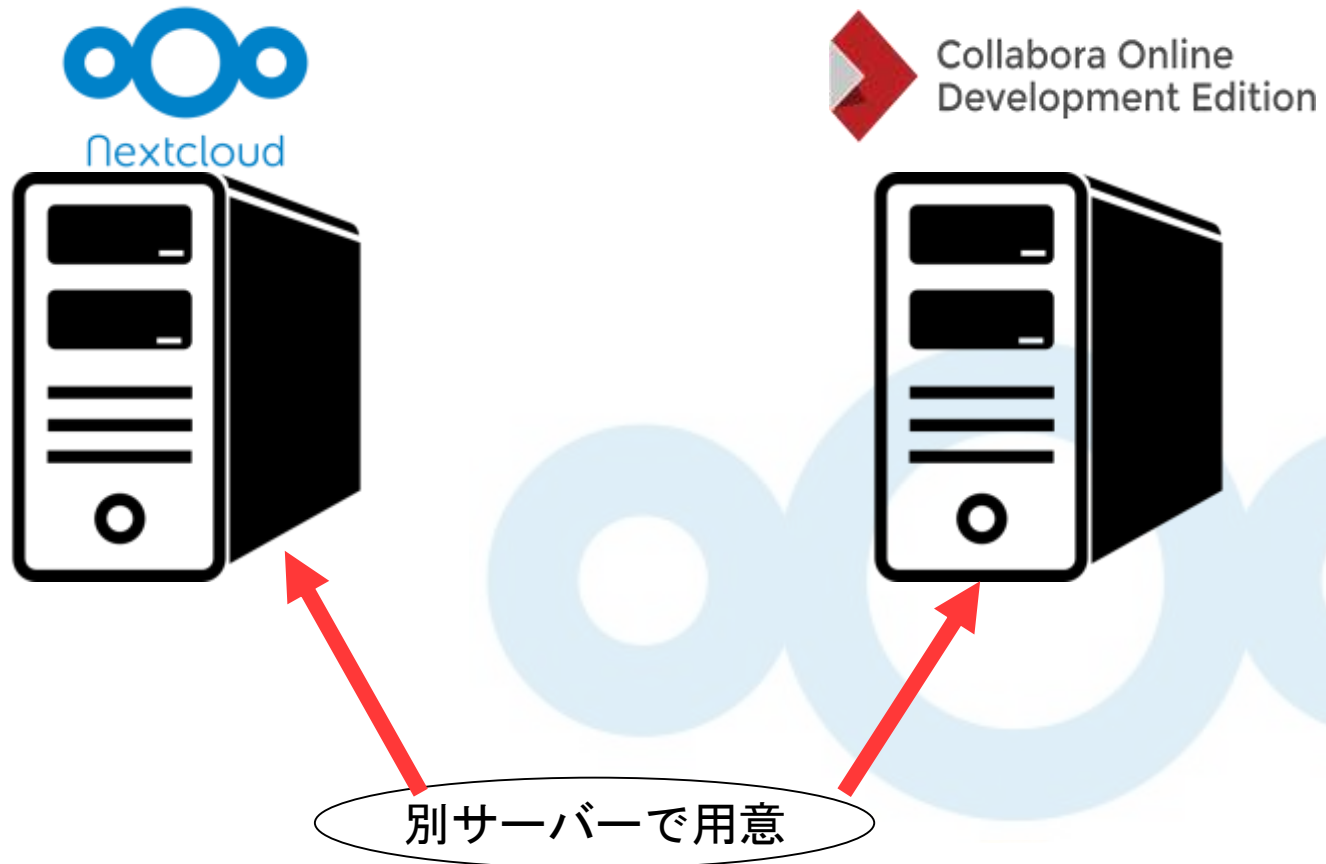 Nextcloud
Collabora Online
Development Edition
別サーバーで用意